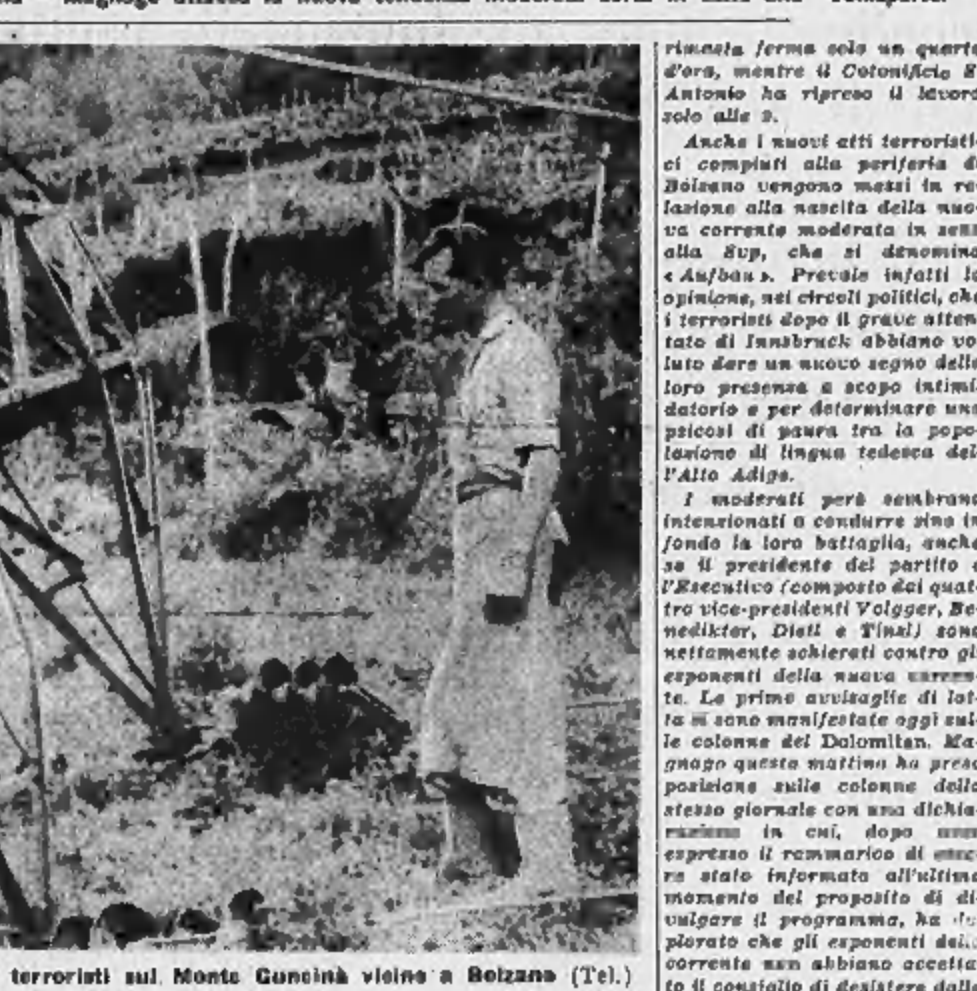 Magnago
rimasta ferma solo un quarto
d'ora, mentre il Cotonificio S
Antonio ha ripreso il lavoro
solo alle 9.
Anche i nuovi atti terroristi-
ci compiuti alla periferia di
Bolzano vengono messi in re-
lazione alla nascita della nuo-
va corrente moderata in seno
alla Svp, che si denomina
« Aufbau ». Prevale infatti la
opinione, nei circoli politici, che
i terroristi dopo il grave atten-
tato di Innsbruck abbiano vo-
luto dare un nuovo segno della
loro presenza a scopo intimi-
datorio e per determinare una
psicosi di paura tra la popo-
lazione di lingua tedesca del-
l'Alto Adige.
I moderati però sembrano
intenzionati a condurre sino in
fondo la loro battaglia, anche
se il presidente del partito e
l'Esecutivo (composto dai quat-
tro vice-presidenti Volgger, Be-
nedikter, Dietl e Tinzl) sono
nettamente schierati contro gli
esponenti della nuova corren-
te. Le prime avvisaglie di lot-
ta si sono manifestate oggi sul-
le colonne del Dolomiten. Ma-
gnago questa mattina ha preso
posizione sulle colonne dello
stesso giornale con una dichia-
razione in cui, dopo
espresso il rammarico di esse-
re stato informato all'ultimo
momento del proposito di di-
vulgare il programma, ha de-
plorato che gli esponenti della
corrente non abbiano accetta-
to il consiglio di desistere dalla
terroristi sul Monte Guncinà vicino a Bolzano (Tel.)